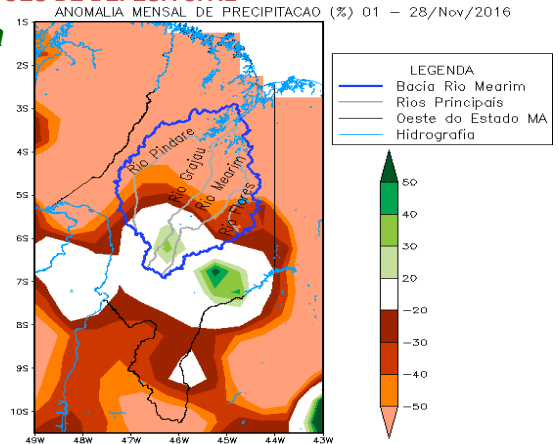 ANOMALIA MENSAL DE PRECIPITACAO (%) 01 - 28/Nov/2016
1S
2S
3S
4S
5S
6S
7S
8S
9S
10S
49W 48W 47W 46W 45W 44W 43W
Rio Pindare
Rio Grajau
Rio Mearim
Rio Flores
LEGENDA
Bacia Rio Mearim
Rios Principais
Oeste do Estado MA
Hidrografia
50
40
30
20
-20
-30
-40
-50